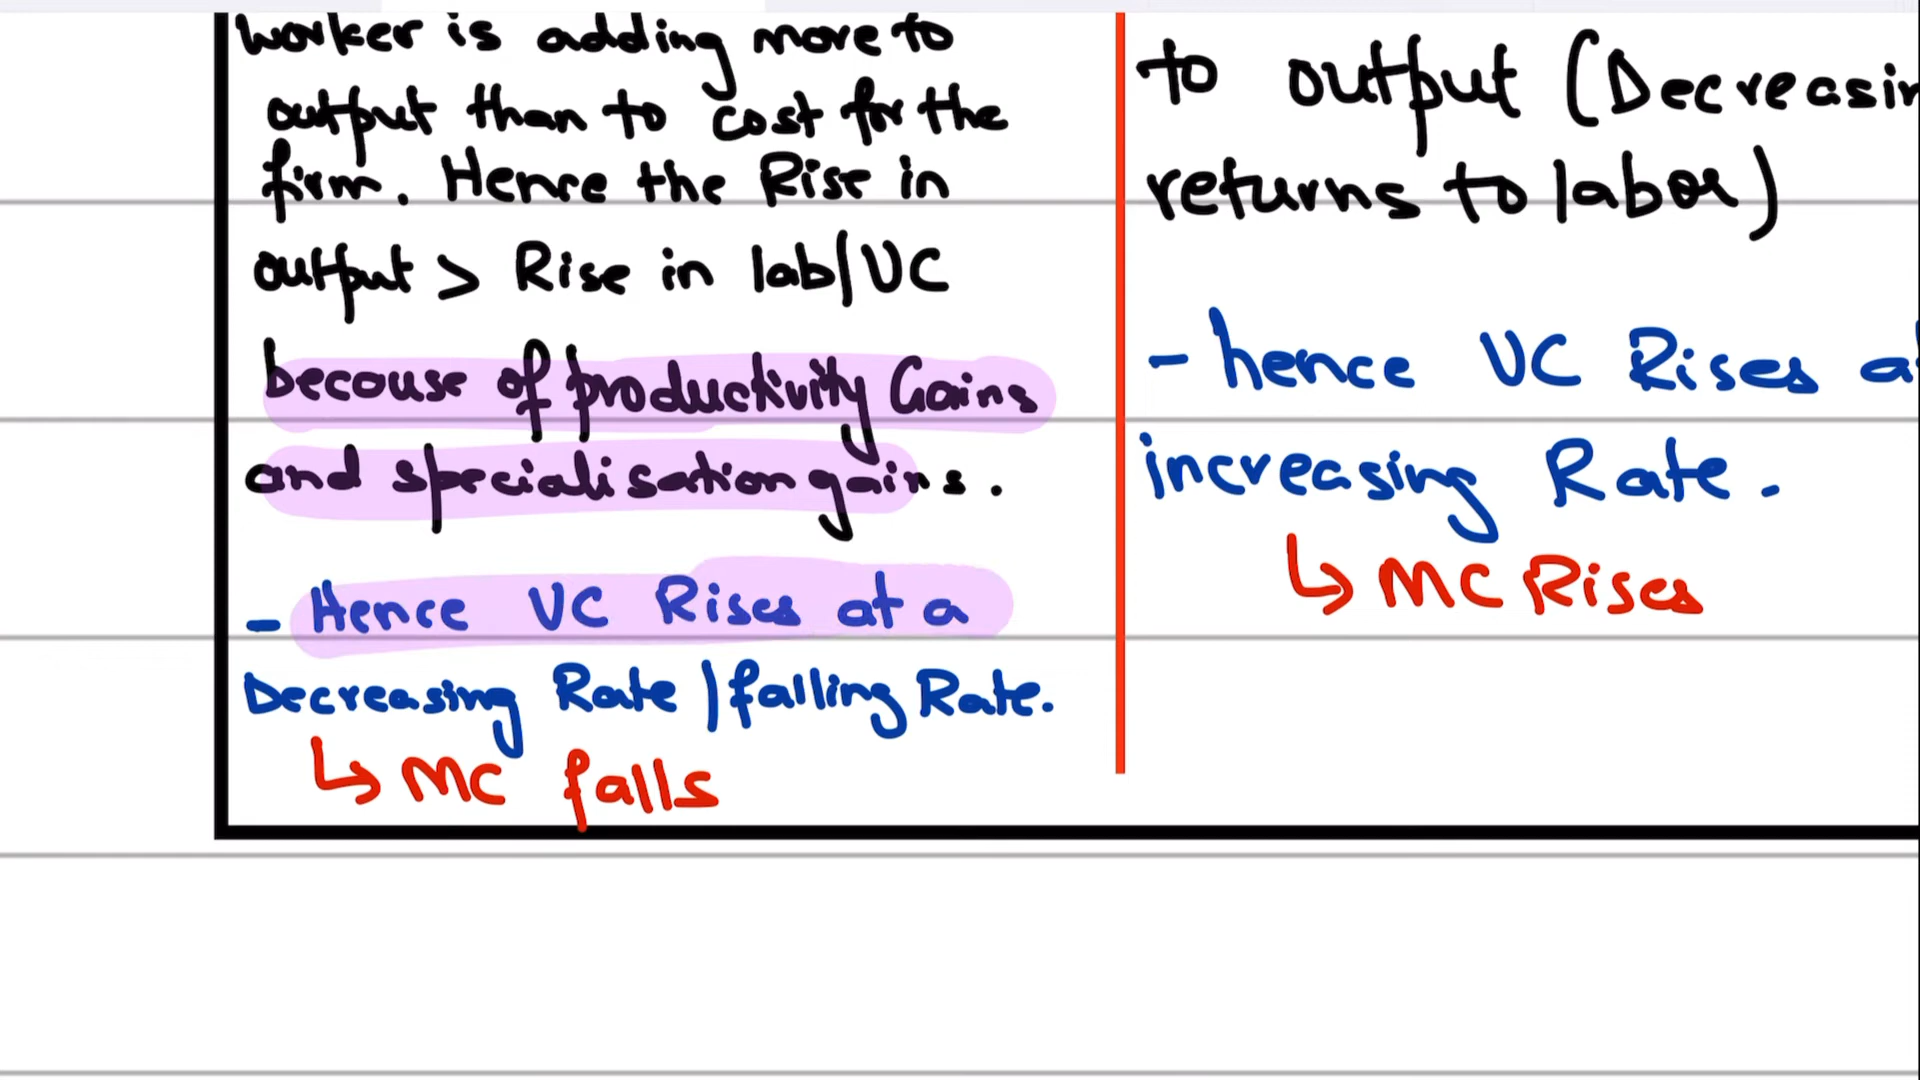 worker is adding more to
output than to cost for the
firm. Hence the Rise in
output > Rise in lab/VC
becouse of productivity Gains
and specialisation gains.
- Hence VC Rises at a
Decreasing Rate / falling Rate.
↳ MC falls
to output (Decreasin
returns to labor)
- hence VC Rises a
increasing Rate.
↳ MC Rises